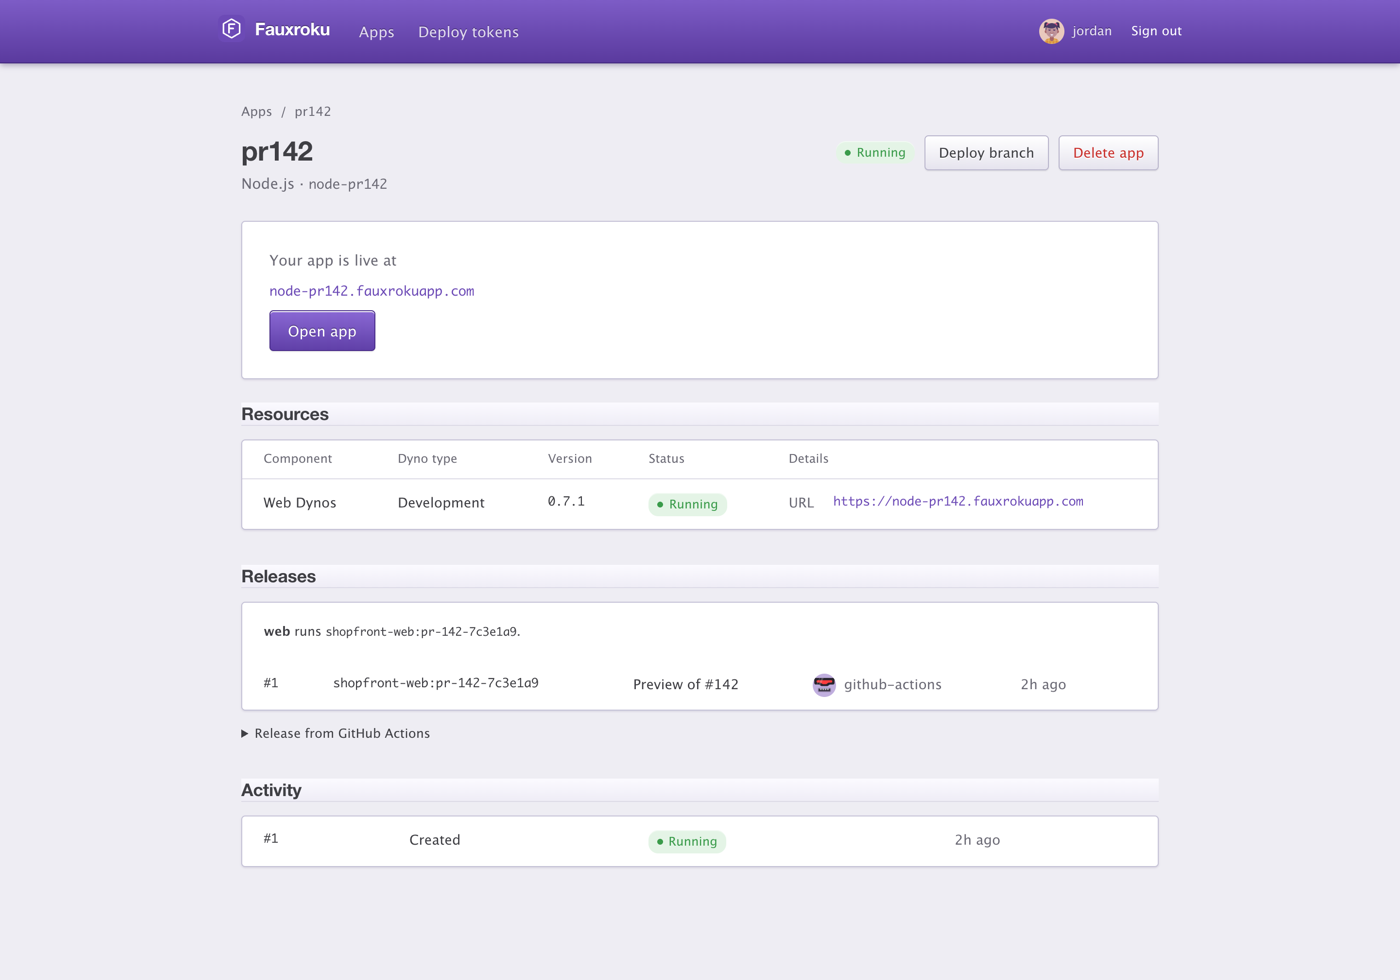 Fauxroku Apps Deploy tokens jordan Sign out
Apps / pr142
pr142 Running Deploy branch Delete app
Node.js · node-pr142
Your app is live at
node-pr142.fauxrokuapp.com
Open app
Resources
Component Dyno type Version Status Details
Web Dynos Development 0.7.1 Running URL https://node-pr142.fauxrokuapp.com
Releases
web runs shopfront-web:pr-142-7c3e1a9.
#1 shopfront-web:pr-142-7c3e1a9 Preview of #142 github-actions 2h ago
Release from GitHub Actions
Activity
#1 Created Running 2h ago